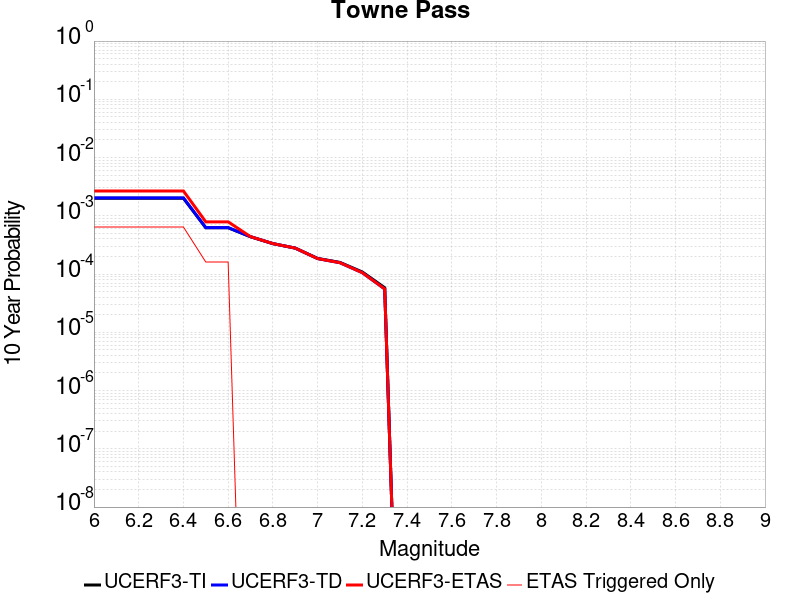 Towne Pass
10^0
10^-1
10^-2
10^-3
10^-4
10^-5
10^-6
10^-7
10^-8
10 Year Probability
6 6.2 6.4 6.6 6.8 7 7.2 7.4 7.6 7.8 8 8.2 8.4 8.6 8.8 9
Magnitude
UCERF3-TI UCERF3-TD UCERF3-ETAS ETAS Triggered Only